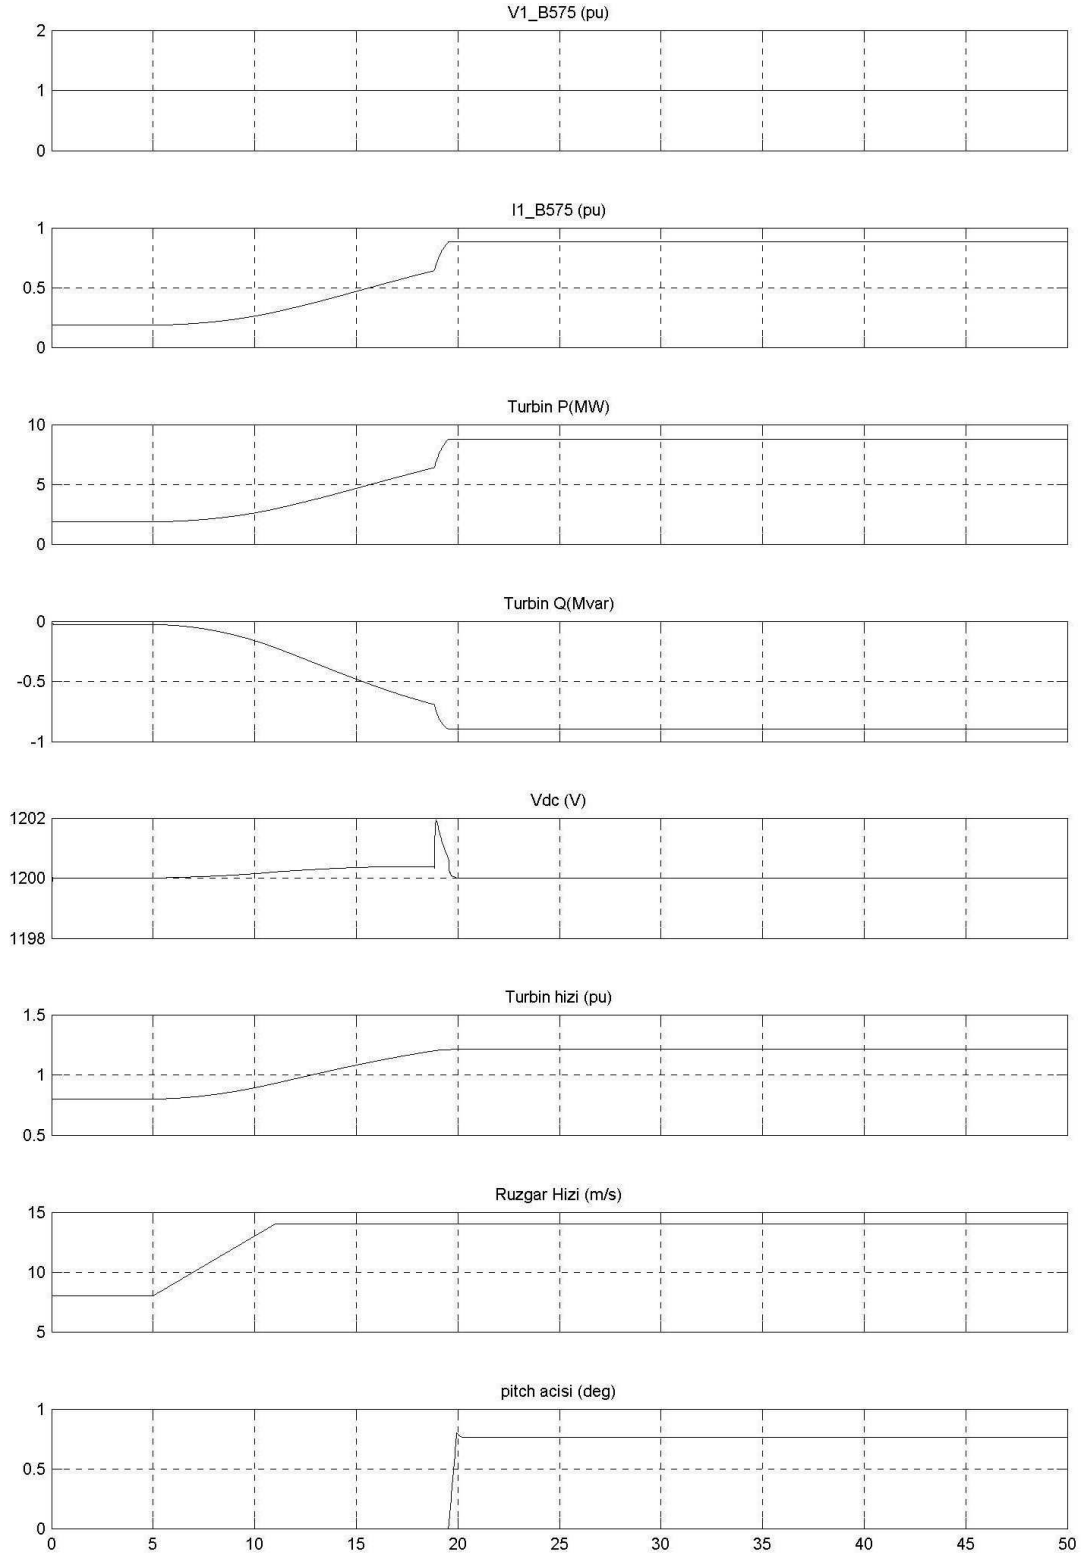 V1_B575 (pu)
2
1
0
I1_B575 (pu)
1
0.5
0
Turbin P(MW)
10
5
0
Turbin Q(Mvar)
0
-0.5
-1
Vdc (V)
1202
1200
1198
Turbin hizi (pu)
1.5
1
0.5
Ruzgar Hizi (m/s)
15
10
5
pitch acisi (deg)
1
0.5
0
0 5 10 15 20 25 30 35 40 45 50